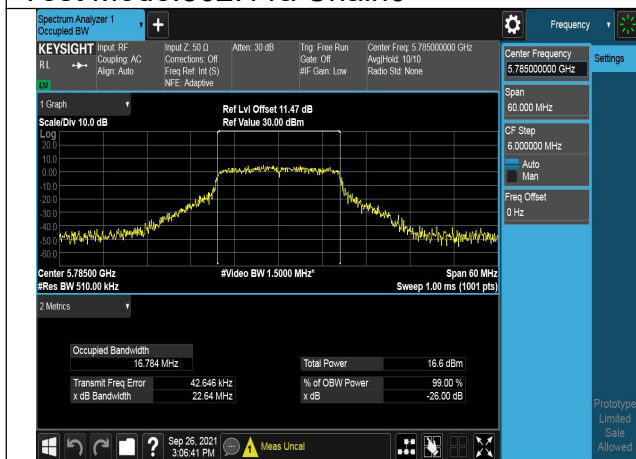 Spectrum Analyzer 1
Occupied BW
+
Frequency
KEYSIGHT
RL
Input: RF
Coupling: AC
Align: Auto
Input Z: 50 Ω
Corrections: Off
Freq Ref: Int (S)
NFE: Adaptive
Atten: 30 dB
Trig: Free Run
Gate: Off
#IF Gain: Low
Center Freq: 5.785000000 GHz
Avg|Hold: 10/10
Radio Std: None
Center Frequency
5.785000000 GHz
Settings
Span
60.000 MHz
CF Step
6.000000 MHz
Auto
Man
Freq Offset
0 Hz
1 Graph
Scale/Div 10.0 dB
Ref Lvl Offset 11.47 dB
Ref Value 30.00 dBm
Log
20.0
10.0
0.00
-10.0
-20.0
-30.0
-40.0
-50.0
-60.0
Center 5.78500 GHz
#Video BW 1.5000 MHz*
Span 60 MHz
#Res BW 510.00 kHz
Sweep 1.00 ms (1001 pts)
2 Metrics
Occupied Bandwidth
16.784 MHz
Total Power 16.6 dBm
Transmit Freq Error 42.646 kHz
% of OBW Power 99.00 %
x dB Bandwidth 22.64 MHz
x dB -26.00 dB
Prototype
Limited
Sale
Allowed
?
Sep 26, 2021
3:06:41 PM
Meas Uncal